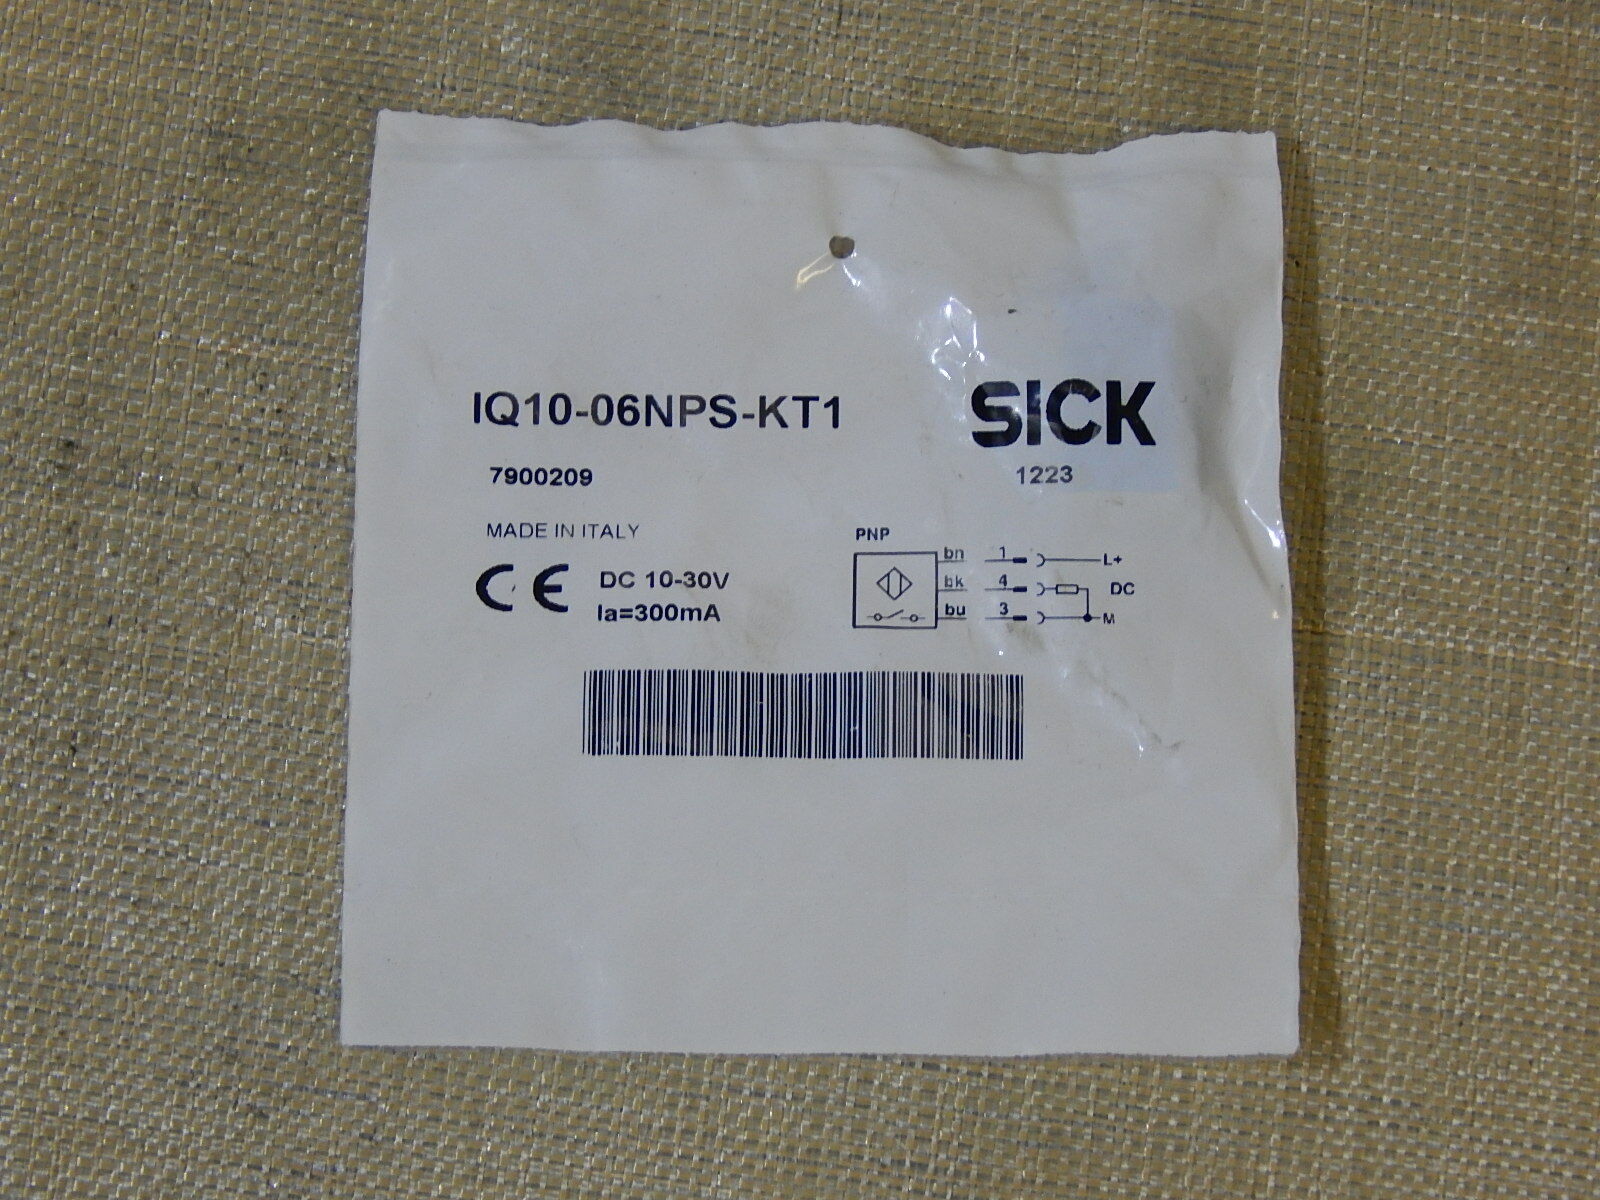 IQ10-06NPS-KT1
SICK
7900209
1223
MADE IN ITALY
CE
DC 10-30V
Ia=300mA
PNP
bn 1 L+
bk 4 DC
bu 3 M